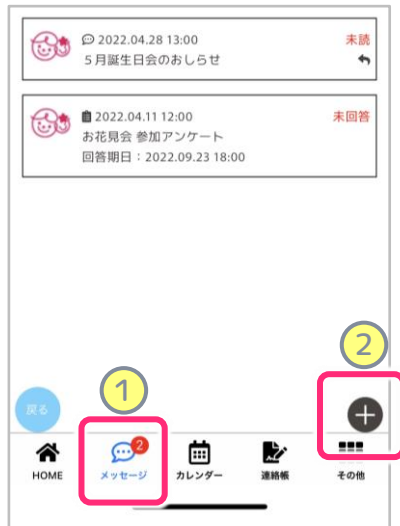 2022.04.28 13:00 未読
５月誕生日会のおしらせ
2022.04.11 12:00 未回答
お花見会 参加アンケート
回答期日：2022.09.23 18:00
2
1
戻る
2
HOME メッセージ カレンダー 連絡帳 その他